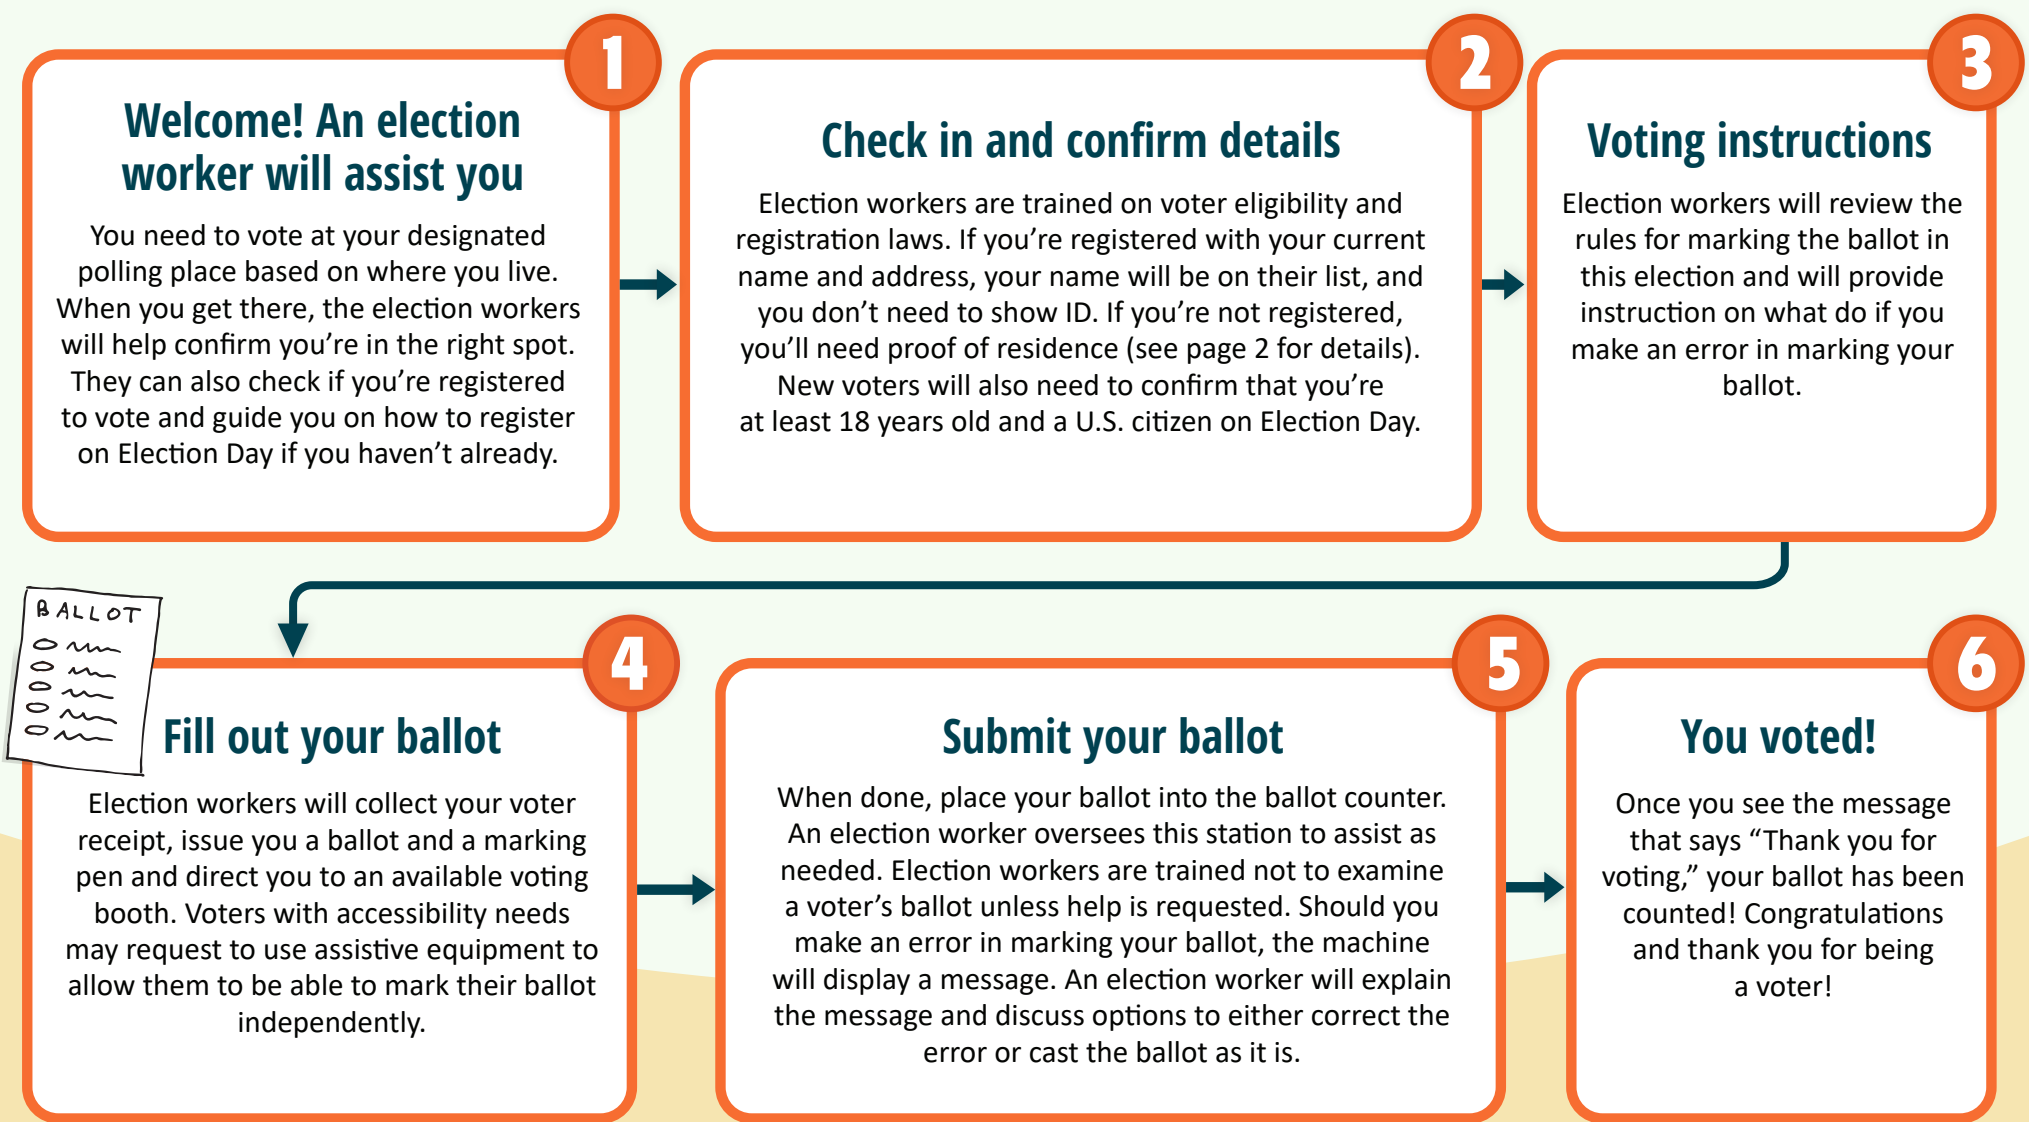 1
Welcome! An election
worker will assist you
You need to vote at your designated
polling place based on where you live.
When you get there, the election workers
will help confirm you’re in the right spot.
They can also check if you’re registered
to vote and guide you on how to register
on Election Day if you haven’t already.
2
Check in and confirm details
Election workers are trained on voter eligibility and
registration laws. If you’re registered with your current
name and address, your name will be on their list, and
you don’t need to show ID. If you’re not registered,
you’ll need proof of residence (see page 2 for details).
New voters will also need to confirm that you’re
at least 18 years old and a U.S. citizen on Election Day.
3
Voting instructions
Election workers will review the
rules for marking the ballot in
this election and will provide
instruction on what do if you
make an error in marking your
ballot.
BALLOT
4
Fill out your ballot
Election workers will collect your voter
receipt, issue you a ballot and a marking
pen and direct you to an available voting
booth. Voters with accessibility needs
may request to use assistive equipment to
allow them to be able to mark their ballot
independently.
5
Submit your ballot
When done, place your ballot into the ballot counter.
An election worker oversees this station to assist as
needed. Election workers are trained not to examine
a voter’s ballot unless help is requested. Should you
make an error in marking your ballot, the machine
will display a message. An election worker will explain
the message and discuss options to either correct the
error or cast the ballot as it is.
6
You voted!
Once you see the message
that says “Thank you for
voting,” your ballot has been
counted! Congratulations
and thank you for being
a voter!